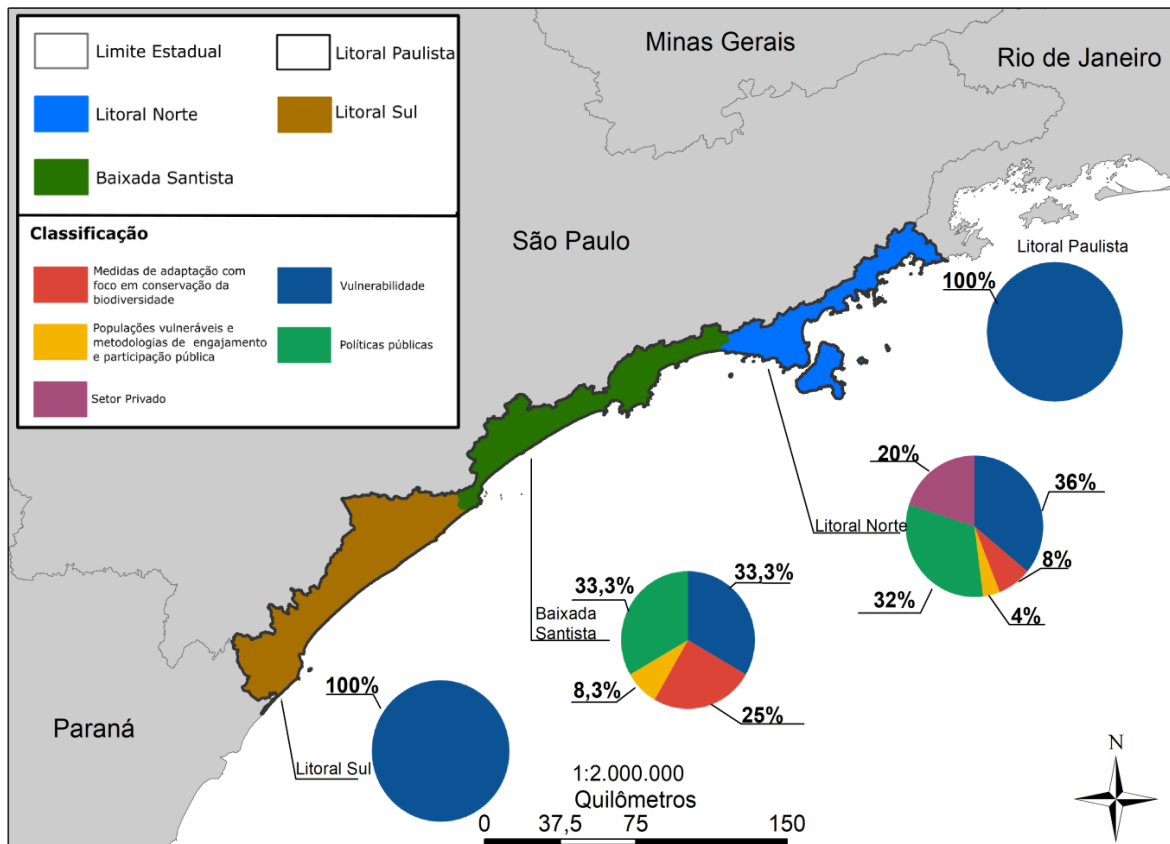 Limite Estadual
Litoral Paulista
Litoral Norte
Litoral Sul
Baixada Santista
Classificação
Medidas de adaptação com
foco em conservação da
biodiversidade
Vulnerabilidade
Populações vulneráveis e
metodologias de engajamento
e participação pública
Políticas públicas
Setor Privado
Minas Gerais
Rio de Janeiro
São Paulo
Paraná
Litoral Paulista
100%
Litoral Norte
20%
36%
8%
4%
32%
Baixada
Santista
33,3%
33,3%
8,3%
25%
Litoral Sul
100%
1:2.000.000
Quilômetros
0 37,5 75 150
N